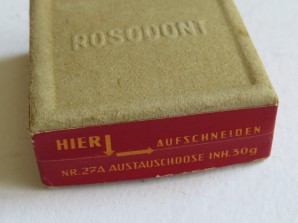 ROSODONT
HIER AUFSCHNEIDEN
NR.27A AUSTAUSCHDOSE INH.30g